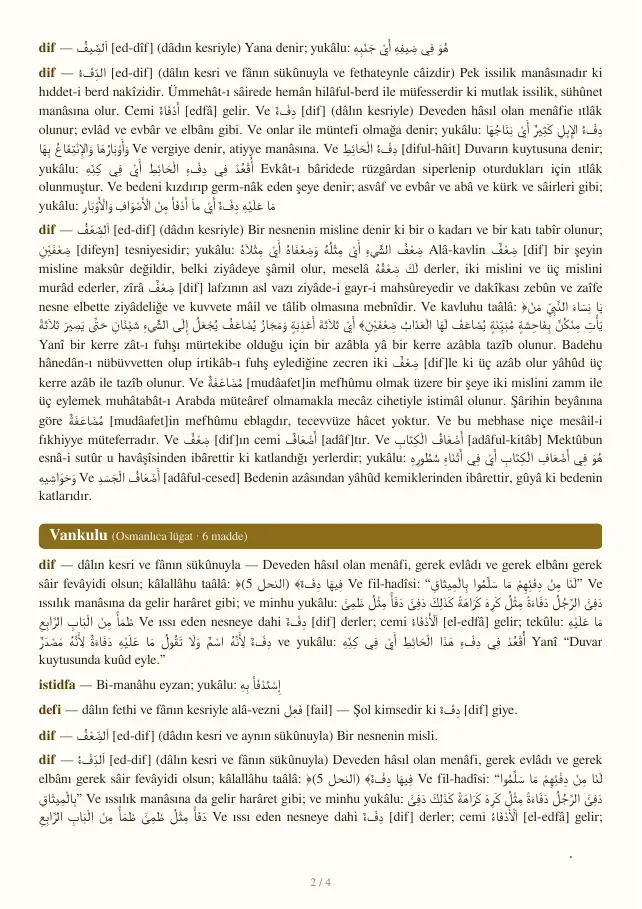 dif — اَلضِّيفُ [ed-dîf] (dâdın kesriyle) Yana denir; yukâlu: هُوَ فِي ضِيفِهِ أَيْ جَنْبِهِ
dif — اَلدِّفْءُ [ed-dif] (dâlın kesri ve fânın sükûnuyla ve fethateynle câizdir) Pek issilik manâsınadır ki
hıddet-i berd nakîzidir. Ümmehât-ı sâirede hemân hilâful-berd ile müfesserdir ki mutlak issilik, sühûnet
manâsına olur. Cemi أَدْفَاءٌ [edfâ] gelir. Ve دِفْءٌ [dif] (dâlın kesriyle) Deveden hâsıl olan menâfie ıtlâk
olunur; evlâd ve evbâr ve elbânı gibi. Ve onlar ile müntefi olmağa denir; yukâlu: دِفْءُ الْإِبِلِ كَثِيرٌ أَيْ نِتَاجُهَا
وَأَوْبَارُهَا وَالْاِنْتِفَاعُ بِهَا Ve vergiye denir, atiyye manâsına. Ve دِفْءُ الْحَائِطِ [diful-hâit] Duvarın kuytusuna denir;
yukâlu: أُقْعُدْ فِي دِفْءِ الْحَائِطِ أَيْ فِي كِنِّهِ Evkât-ı bâridede rüzgârdan siperlenip oturdukları için ıtlâk
olunmuştur. Ve bedeni kızdırıp germ-nâk eden şeye denir; asvâf ve evbâr ve abâ ve kürk ve sâirleri gibi;
yukâlu: مَا عَلَيْهِ دِفْءٌ أَيْ مَا أَدْفَأَ مِنَ الْأَصْوَافِ وَالْأَوْبَارِ
dif — اَلضِّعْفُ [ed-dif] (dâdın kesriyle) Bir nesnenin misline denir ki bir o kadarı ve bir katı tabîr olunur;
ضِعْفَيْنِ [difeyn] tesniyesidir; yukâlu: ضِعْفُ الشَّيْءِ أَيْ مِثْلُهُ وَضِعْفَاهُ أَيْ مِثْلَاهُ Alâ-kavlin ضِعْفٌ [dif] bir şeyin
misline maksûr değildir, belki ziyâdeye şâmil olur, meselâ لَكَ ضِعْفُهُ derler, iki mislini ve üç mislini
murâd ederler, zîrâ ضِعْفٌ [dif] lafzının asl vazı ziyâde-i gayr-i mahsûreyedir ve dakîkası zebûn ve zaîfe
nesne elbette ziyâdeliğe ve kuvvete mâil ve tâlib olmasına mebnîdir. Ve kavluhu taâlâ: ﴿يَا نِسَاءَ النَّبِيِّ مَنْ
يَأْتِ مِنْكُنَّ بِفَاحِشَةٍ مُبَيِّنَةٍ يُضَاعَفْ لَهَا الْعَذَابُ ضِعْفَيْنِ﴾ أَيْ ثَلَاثَةَ أَعْذِبَةٍ وَمَجَازُ يُضَاعَفُ يُجْعَلُ إِلَى الشَّيْءِ شَيْئَانِ حَتَّى يَصِيرَ ثَلَاثَةً
Yanî bir kerre zât-ı fuhşı mürtekibe olduğu için bir azâbla yâ bir kerre azâbla tazîb olunur. Badehu
hânedân-ı nübüvvetten olup irtikâb-ı fuhş eylediğine zecren iki ضِعْفٌ [dif]le ki üç azâb olur yâhûd üç
kerre azâb ile tazîb olunur. Ve مُضَاعَفَةٌ [mudâafet]in mefhûmu olmak üzere bir şeye iki mislini zamm ile
üç eylemek muhâtabât-ı Arabda müteâref olmamakla mecâz cihetiyle istimâl olunur. Şârihin beyânına
göre مُضَاعَفَةٌ [mudâafet]in mefhûmu eblagdır, tecevvüze hâcet yoktur. Ve bu mebhase niçe mesâil-i
fıkhiyye müteferradır. Ve ضِعْفٌ [dif]ın cemi أَضْعَافٌ [adâf]tır. Ve أَضْعَافُ الْكِتَابِ [adâful-kitâb] Mektûbun
esnâ-i sutûr u havâşîsinden ibârettir ki katlandığı yerlerdir; yukâlu: هُوَ فِي أَضْعَافِ الْكِتَابِ أَيْ فِي أَثْنَاءِ سُطُورِهِ
وَحَوَاشِيهِ Ve أَضْعَافُ الْجَسَدِ [adâful-cesed] Bedenin azâsından yâhûd kemiklerinden ibârettir, gûyâ ki bedenin
katlarıdır.
Vankulu (Osmanlıca lügat · 6 madde)
dif — dâlın kesri ve fânın sükûnuyla — Deveden hâsıl olan menâfi, gerek evlâdı ve gerek elbânı gerek
sâir fevâyidi olsun; kâlallâhu taâlâ: ﴿فِيهَا دِفْءٌ﴾ (النحل 5) Ve fil-hadîsi: “لَنَا مِنْ دِفْئِهِمْ مَا سَلَّمُوا بِالْمِيثَاقِ” Ve
ıssılık manâsına da gelir harâret gibi; ve minhu yukâlu: دَفِئَ الرَّجُلُ دَفَاءَةً مِثْلُ كَرِهَ كَرَاهَةً كَذَلِكَ دَفِئَ دَفَأً مِثْلُ ظَمِئَ
ظَمَأً مِنَ الْبَابِ الرَّابِعِ Ve ıssı eden nesneye dahi دِفْءٌ [dif] derler; cemi اَلْأَدْفَاءُ [el-edfâ] gelir; tekûlu: مَا عَلَيْهِ
دِفْءٌ لِأَنَّهُ اسْمٌ وَلَا تَقُولُ مَا عَلَيْهِ دَفَاءَةٌ لِأَنَّهُ مَصْدَرٌ ve yukâlu: أُقْعُدْ فِي دِفْءِ هَذَا الْحَائِطِ أَيْ فِي كِنِّهِ Yanî “Duvar
kuytusunda kuûd eyle.”
istidfa — Bi-manâhu eyzan; yukâlu: إِسْتَدْفَأَ بِهِ
defi — dâlın fethi ve fânın kesriyle alâ-vezni فَعِل [fail] — Şol kimsedir ki دِفْءٌ [dif] giye.
dif — اَلضِّعْفُ [ed-dif] (dâdın kesri ve aynın sükûnuyla) Bir nesnenin misli.
dif — اَلدِّفْءُ [ed-dif] (dâlın kesri ve fânın sükûnuyla) Deveden hâsıl olan menâfi, gerek evlâdı ve gerek
elbânı gerek sâir fevâyidi olsun; kâlallâhu taâlâ: ﴿فِيهَا دِفْءٌ﴾ (النحل 5) Ve fil-hadîsi: “لَنَا مِنْ دِفْئِهِمْ مَا سَلَّمُوا
بِالْمِيثَاقِ” Ve ıssılık manâsına da gelir harâret gibi; ve minhu yukâlu: دَفِئَ الرَّجُلُ دَفَاءَةً مِثْلُ كَرِهَ كَرَاهَةً كَذَلِكَ دَفِئَ
دَفَأً مِثْلُ ظَمِئَ ظَمَأً مِنَ الْبَابِ الرَّابِعِ Ve ıssı eden nesneye dahi دِفْءٌ [dif] derler; cemi اَلْأَدْفَاءُ [el-edfâ] gelir;
2 / 4